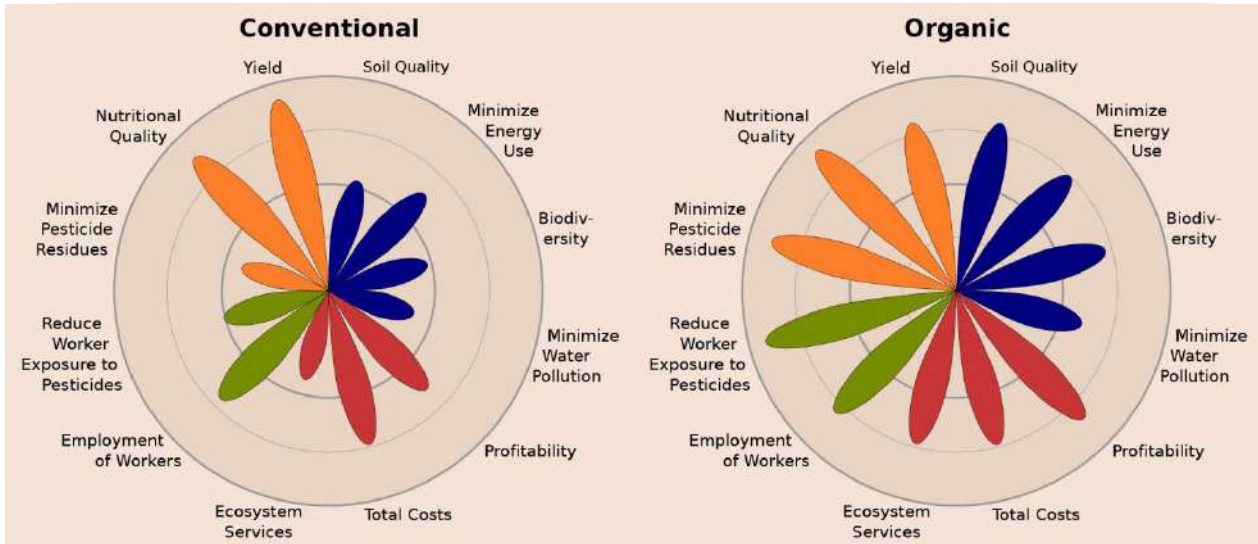 Conventional
Yield
Soil Quality
Nutritional
Quality
Minimize
Energy
Use
Minimize
Pesticide
Residues
Biodiv-
ersity
Reduce
Worker
Exposure to
Pesticides
Minimize
Water
Pollution
Employment
of Workers
Profitability
Ecosystem
Services
Total Costs
Organic
Yield
Soil Quality
Nutritional
Quality
Minimize
Energy
Use
Minimize
Pesticide
Residues
Biodiv-
ersity
Reduce
Worker
Exposure to
Pesticides
Minimize
Water
Pollution
Employment
of Workers
Profitability
Ecosystem
Services
Total Costs